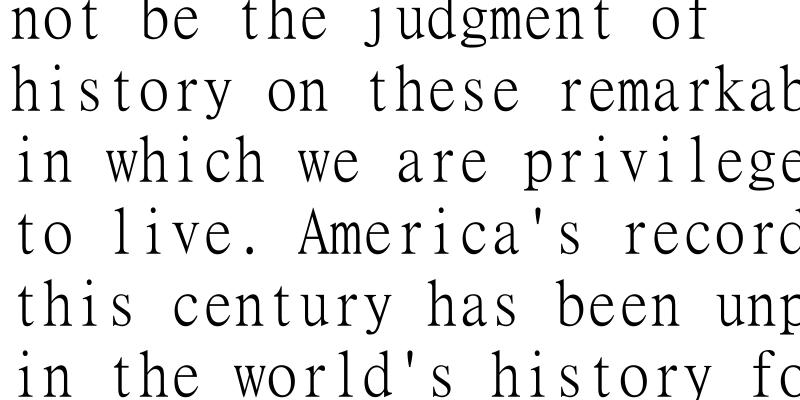 not be the judgment of
history on these remarkab
in which we are privilege
to live. America's record
this century has been unp
in the world's history fo